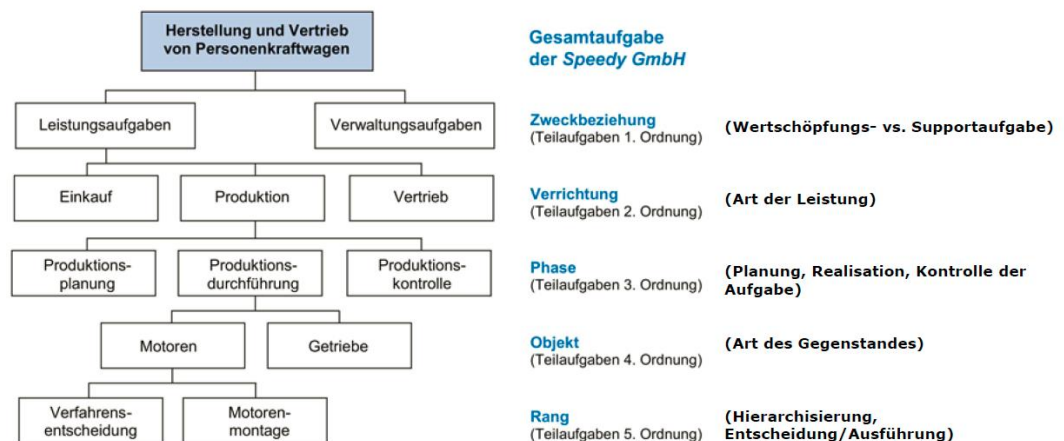 Herstellung und Vertrieb
von Personenkraftwagen
Gesamtaufgabe
der Speedy GmbH
Leistungsaufgaben
Verwaltungsaufgaben
Zweckbeziehung
(Teilaufgaben 1. Ordnung)
(Wertschöpfungs- vs. Supportaufgabe)
Einkauf
Produktion
Vertrieb
Verrichtung
(Teilaufgaben 2. Ordnung)
(Art der Leistung)
Produktions-
planung
Produktions-
durchführung
Produktions-
kontrolle
Phase
(Teilaufgaben 3. Ordnung)
(Planung, Realisation, Kontrolle der
Aufgabe)
Motoren
Getriebe
Objekt
(Teilaufgaben 4. Ordnung)
(Art des Gegenstandes)
Verfahrens-
entscheidung
Motoren-
montage
Rang
(Teilaufgaben 5. Ordnung)
(Hierarchisierung,
Entscheidung/Ausführung)